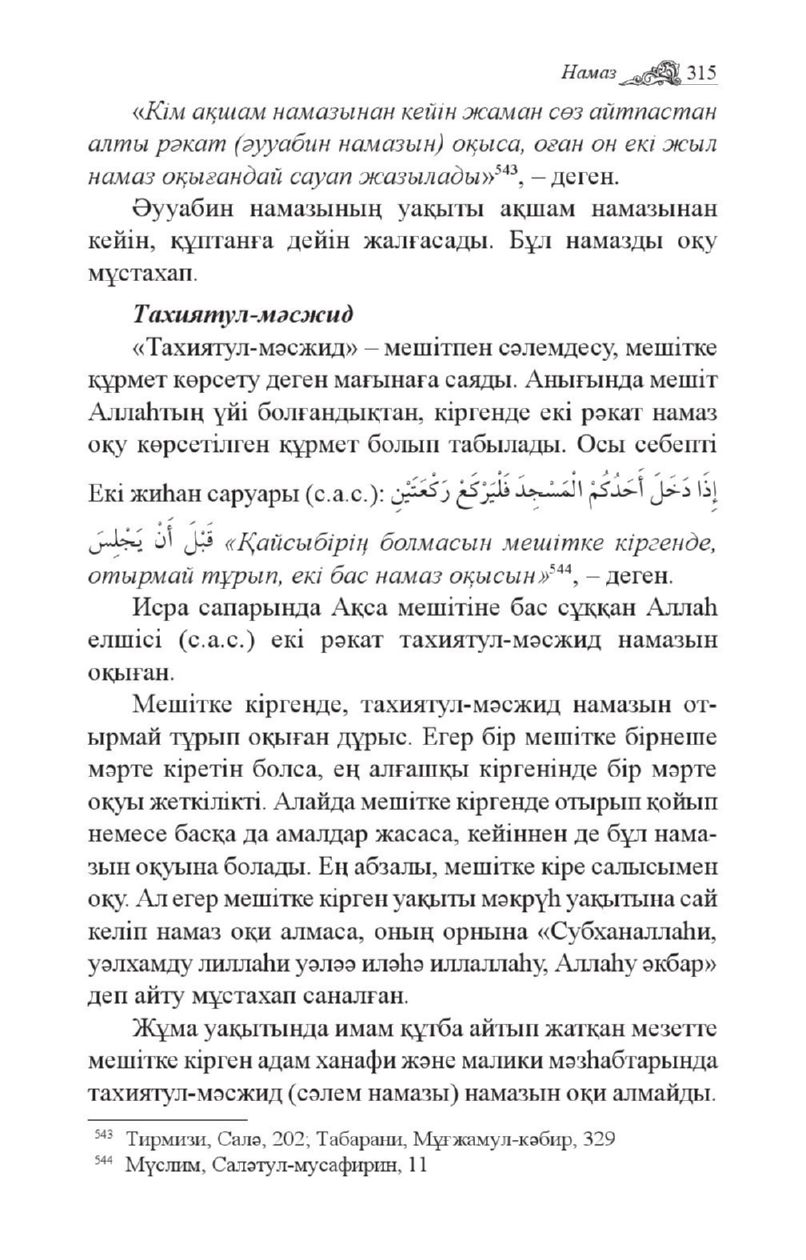 Намаз 315
«Кім ақшам намазынан кейін жаман сөз айтпастан
алты рәкат (әууабин намазын) оқыса, оған он екі жыл
намаз оқығандай сауап жазылады»⁵⁴³, – деген.
Әууабин намазының уақыты ақшам намазынан
кейін, құптанға дейін жалғасады. Бұл намазды оқу
мұстахап.
Тахиятул-мәсжид
«Тахиятул-мәсжид» – мешітпен сәлемдесу, мешітке
құрмет көрсету деген мағынаға саяды. Анығында мешіт
Аллаһтың үйі болғандықтан, кіргенде екі рәкат намаз
оқу көрсетілген құрмет болып табылады. Осы себепті
Екі жиһан саруары (с.а.с.): إِذَا دَخَلَ أَحَدُكُمْ الْمَسْجِدَ فَلْيَرْكَعْ رَكْعَتَيْنِ
قَبْلَ أَنْ يَجْلِسَ «Қайсыбірің болмасын мешітке кіргенде,
отырмай тұрып, екі бас намаз оқысын»⁵⁴⁴, – деген.
Исра сапарында Ақса мешітіне бас сұққан Аллаһ
елшісі (с.а.с.) екі рәкат тахиятул-мәсжид намазын
оқыған.
Мешітке кіргенде, тахиятул-мәсжид намазын от-
ырмай тұрып оқыған дұрыс. Егер бір мешітке бірнеше
мәрте кіретін болса, ең алғашқы кіргенінде бір мәрте
оқуы жеткілікті. Алайда мешітке кіргенде отырып қойып
немесе басқа да амалдар жасаса, кейіннен де бұл нама-
зын оқуына болады. Ең абзалы, мешітке кіре салысымен
оқу. Ал егер мешітке кірген уақыты мәкрүһ уақытына сай
келіп намаз оқи алмаса, оның орнына «Субханаллаһи,
уәлхамду лиллаһи уәләә иләһә иллаллаһу, Аллаһу әкбар»
деп айту мұстахап саналған.
Жұма уақытында имам құтба айтып жатқан мезетте
мешітке кірген адам ханафи және малики мәзһабтарында
тахиятул-мәсжид (сәлем намазы) намазын оқи алмайды.
⁵⁴³ Тирмизи, Салә, 202; Табарани, Мұғжамул-кәбир, 329
⁵⁴⁴ Мүслим, Саләтул-мусафирин, 11